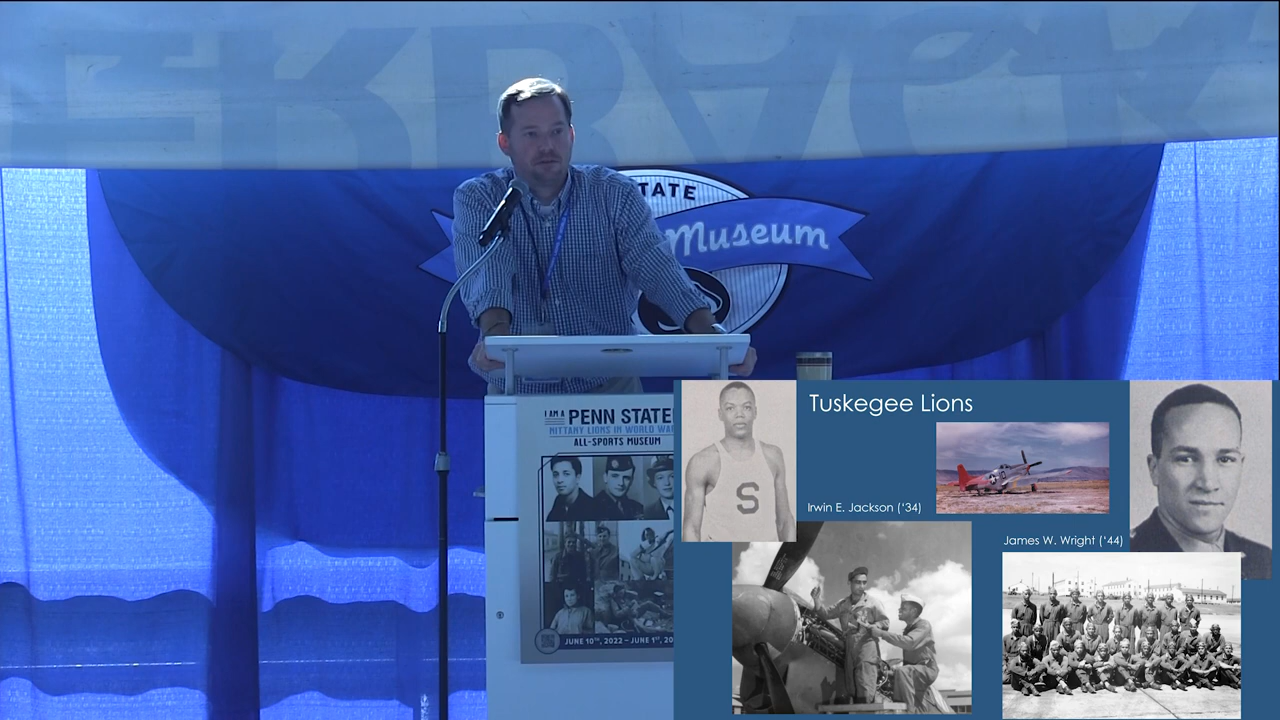 STATE
Museum
I AM A PENN STATE
NITTANY LIONS IN WORLD WAR
ALL-SPORTS MUSEUM
JUNE 10TH, 2022 – JUNE 1ST, 20
Tuskegee Lions
S
Irwin E. Jackson (‘34)
James W. Wright (‘44)